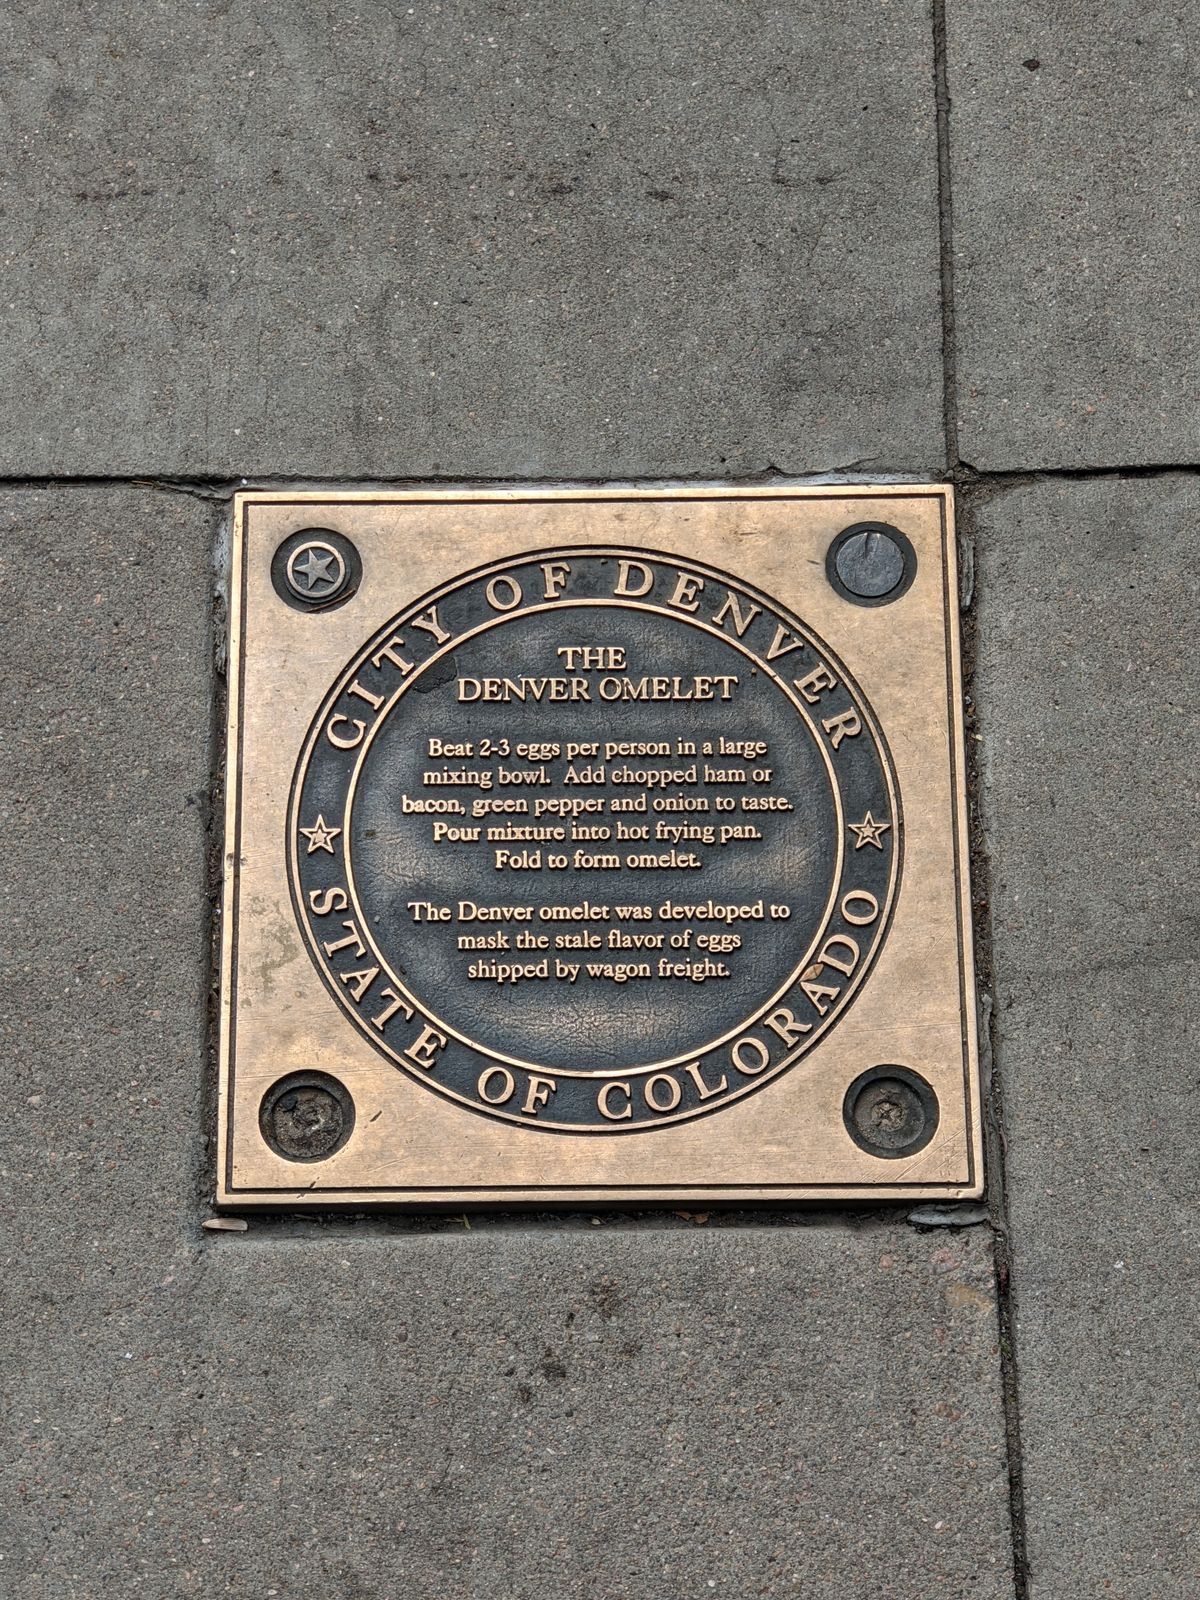 CITY OF DENVER
THE
DENVER OMELET
Beat 2-3 eggs per person in a large
mixing bowl. Add chopped ham or
bacon, green pepper and onion to taste.
Pour mixture into hot frying pan.
Fold to form omelet.
The Denver omelet was developed to
mask the stale flavor of eggs
shipped by wagon freight.
STATE OF COLORADO